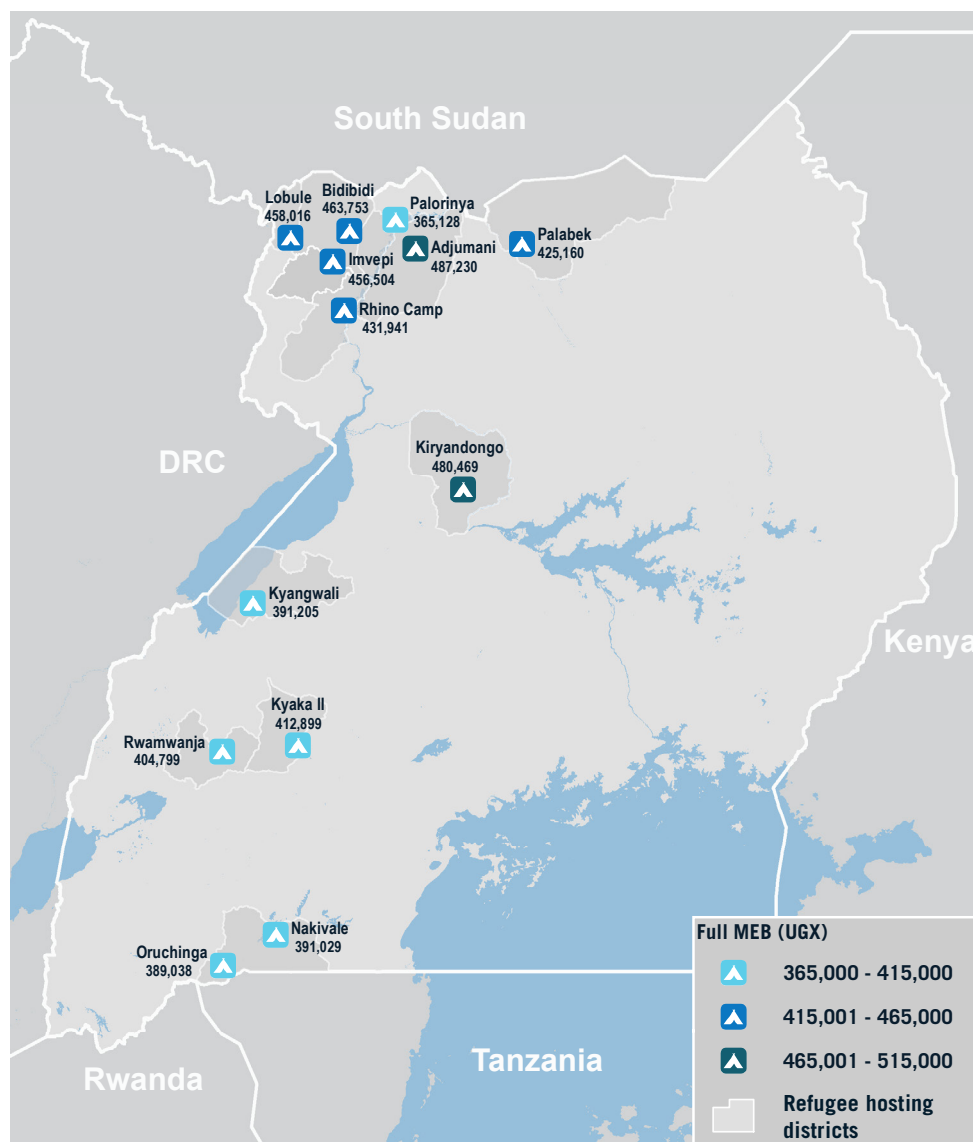 South Sudan
Bidibidi
463,753
Lobule
458,016
Palorinya
365,128
Adjumani
487,230
Palabek
425,160
Imvepi
456,504
Rhino Camp
431,941
DRC
Kiryandongo
480,469
Kyangwali
391,205
Kenya
Kyaka II
412,899
Rwamwanja
404,799
Nakivale
391,029
Oruchinga
389,038
Rwanda
Tanzania
Full MEB (UGX)
365,000 - 415,000
415,001 - 465,000
465,001 - 515,000
Refugee hosting
districts